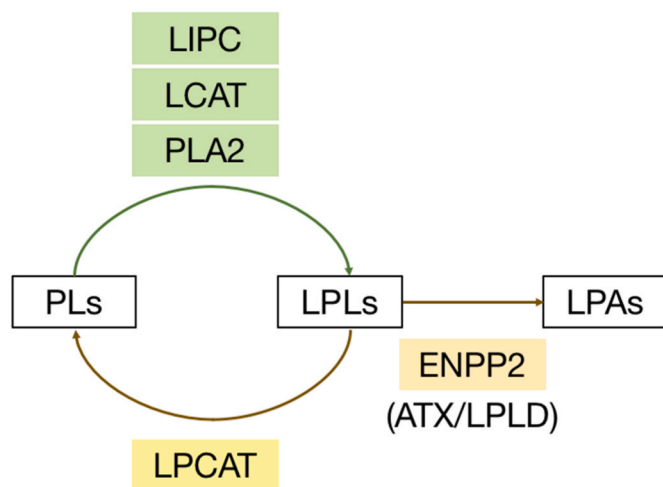 LIPC
LCAT
PLA2
PLs
LPLs
LPAs
ENPP2
(ATX/LPLD)
LPCAT